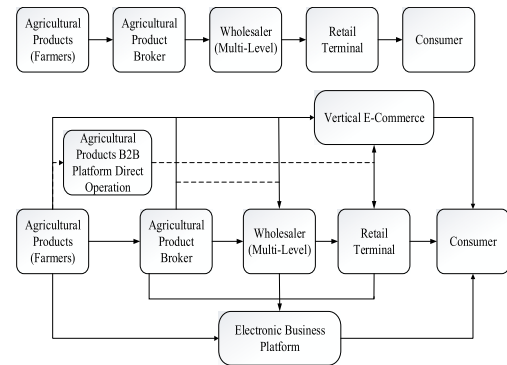 Agricultural
Products
(Farmers)
Agricultural
Product
Broker
Wholesaler
(Multi-Level)
Retail
Terminal
Consumer
Vertical E-Commerce
Agricultural
Products B2B
Platform Direct
Operation
Agricultural
Products
(Farmers)
Agricultural
Product
Broker
Wholesaler
(Multi-Level)
Retail
Terminal
Consumer
Electronic Business
Platform